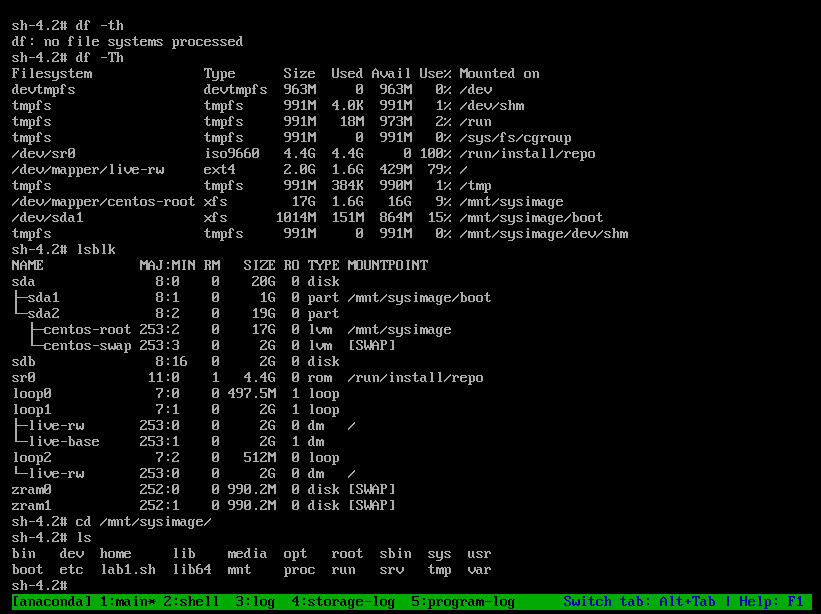 sh-4.2# df -th
df: no file systems processed
sh-4.2# df -Th
Filesystem              Type      Size  Used Avail Use% Mounted on
devtmpfs                devtmpfs  963M     0  963M   0% /dev
tmpfs                   tmpfs     991M  4.0K  991M   1% /dev/shm
tmpfs                   tmpfs     991M   18M  973M   2% /run
tmpfs                   tmpfs     991M     0  991M   0% /sys/fs/cgroup
/dev/sr0                iso9660   4.4G  4.4G     0 100% /run/install/repo
/dev/mapper/live-rw     ext4      2.0G  1.6G  429M  79% /
tmpfs                   tmpfs     991M  384K  990M   1% /tmp
/dev/mapper/centos-root xfs        17G  1.6G   16G   9% /mnt/sysimage
/dev/sda1               xfs      1014M  151M  864M  15% /mnt/sysimage/boot
tmpfs                   tmpfs     991M     0  991M   0% /mnt/sysimage/dev/shm
sh-4.2# lsblk
NAME            MAJ:MIN RM   SIZE RO TYPE MOUNTPOINT
sda               8:0    0    20G  0 disk
├─sda1            8:1    0     1G  0 part /mnt/sysimage/boot
└─sda2            8:2    0    19G  0 part
  ├─centos-root 253:2    0    17G  0 lvm  /mnt/sysimage
  └─centos-swap 253:3    0     2G  0 lvm  [SWAP]
sdb               8:16   0     2G  0 disk
sr0              11:0    1   4.4G  0 rom  /run/install/repo
loop0             7:0    0 497.5M  1 loop
loop1             7:1    0     2G  1 loop
├─live-rw       253:0    0     2G  0 dm   /
└─live-base     253:1    0     2G  1 dm
loop2             7:2    0   512M  0 loop
└─live-rw       253:0    0     2G  0 dm   /
zram0           252:0    0 990.2M  0 disk [SWAP]
zram1           252:1    0 990.2M  0 disk [SWAP]
sh-4.2# cd /mnt/sysimage/
sh-4.2# ls
bin   dev  home     lib    media  opt   root  sbin  sys  usr
boot  etc  lab1.sh  lib64  mnt    proc  run   srv   tmp  var
sh-4.2#
[anaconda] 1:main* 2:shell  3:log  4:storage-log  5:program-log      Switch tab: Alt+Tab | Help: F1